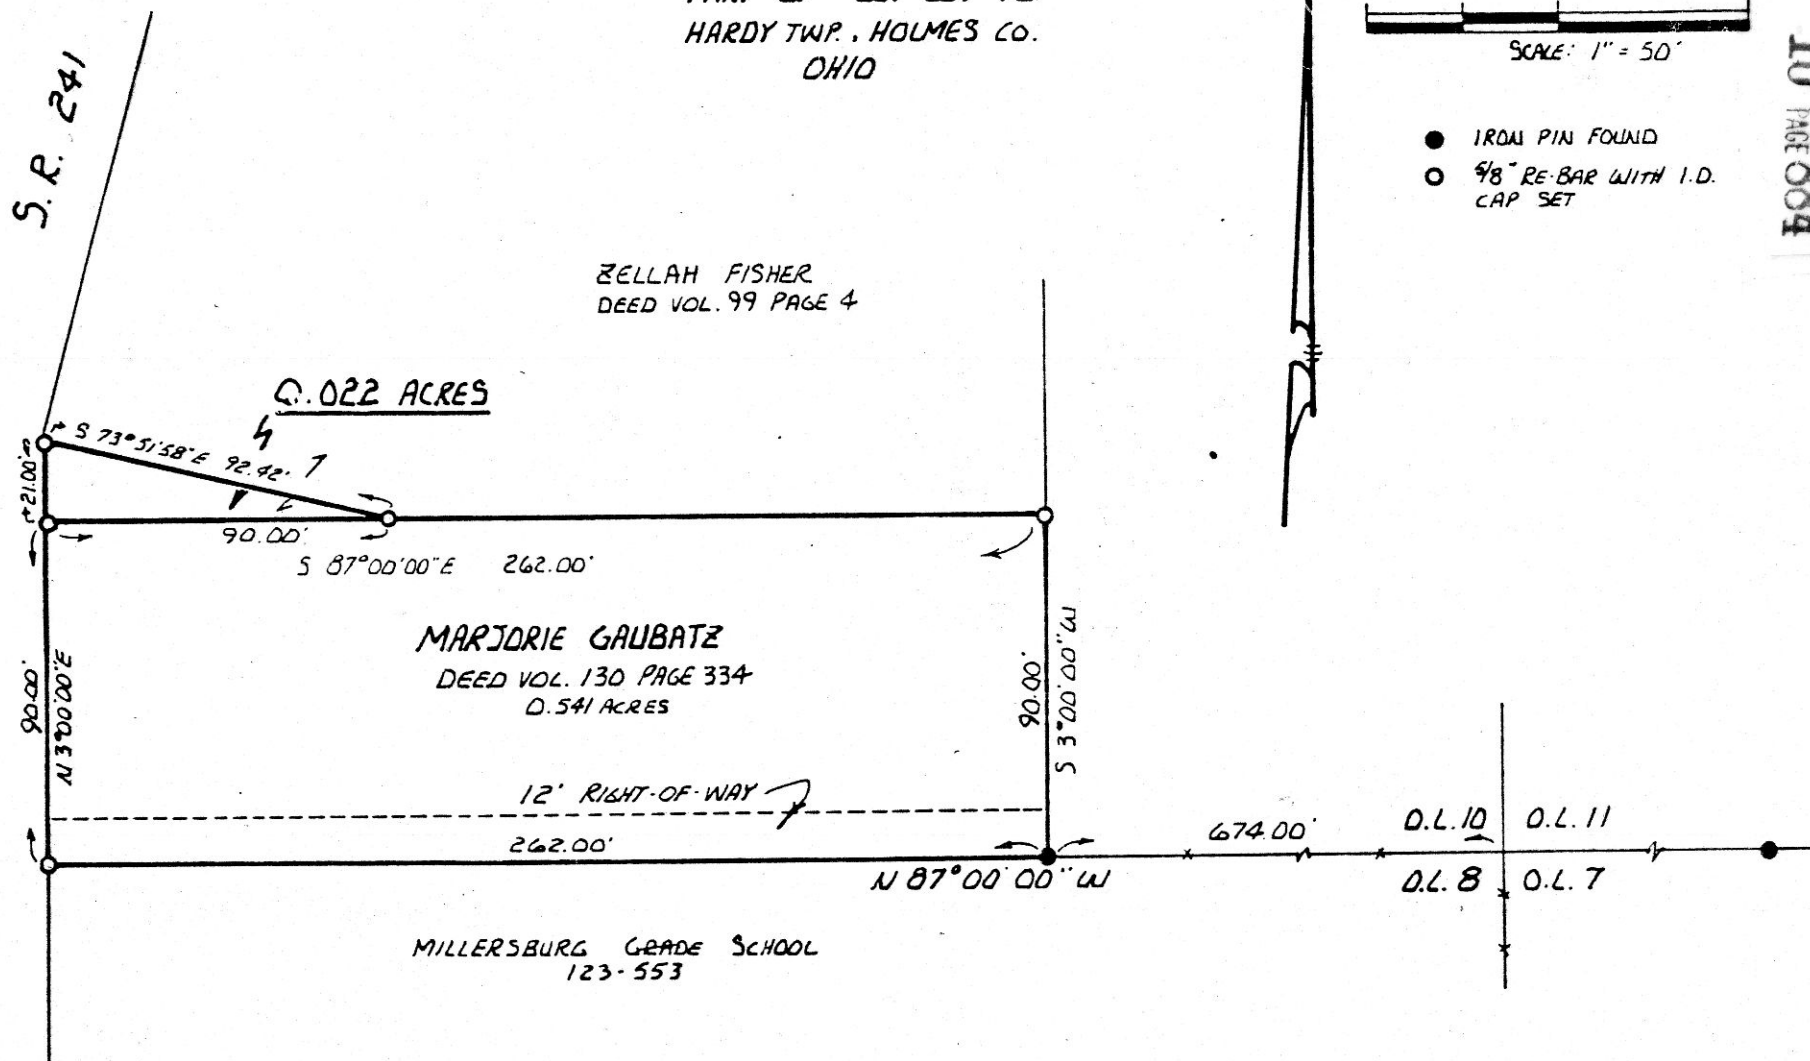 HARDY TWP., HOLMES CO.
OHIO
SCALE: 1" = 50'
IRON PIN FOUND
5/8" RE-BAR WITH I.D.
CAP SET
10 PAGE 884
S. R. 241
ZELLAH FISHER
DEED VOL. 99 PAGE 4
0.022 ACRES
S 73°51'58"E 92.42'
21.00'
90.00'
S 87°00'00"E 262.00'
MARJORIE GAUBATZ
DEED VOL. 130 PAGE 334
0.541 ACRES
90.00'
N 3°00'00"E
90.00'
S 3°00'00"W
12' RIGHT-OF-WAY
262.00'
674.00'
N 87°00'00"W
O.L. 10 O.L. 11
O.L. 8 O.L. 7
MILLERSBURG GRADE SCHOOL
123-553